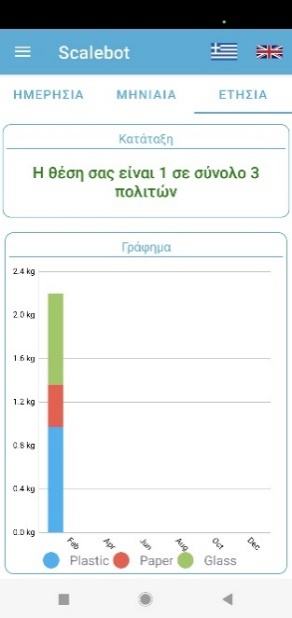 Scalebot
ΗΜΕΡΗΣΙΑ ΜΗΝΙΑΙΑ ΕΤΗΣΙΑ
Κατάταξη
Η θέση σας είναι 1 σε σύνολο 3
πολιτών
Γράφημα
2.4 kg
2.0 kg
1.6 kg
1.2 kg
0.8 kg
0.4 kg
0.0 kg
Feb Apr Jun Aug Oct Dec
Plastic Paper Glass